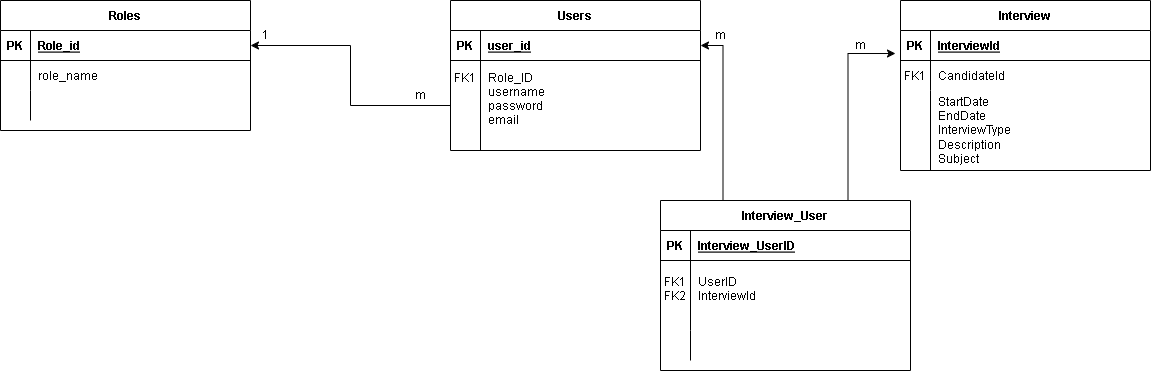 Roles
PK Role_id
role_name
1
m
Users
PK user_id
FK1 Role_ID
username
password
email
m
m
Interview
PK InterviewId
FK1 CandidateId
StartDate
EndDate
InterviewType
Description
Subject
Interview_User
PK Interview_UserID
FK1 UserID
FK2 InterviewId